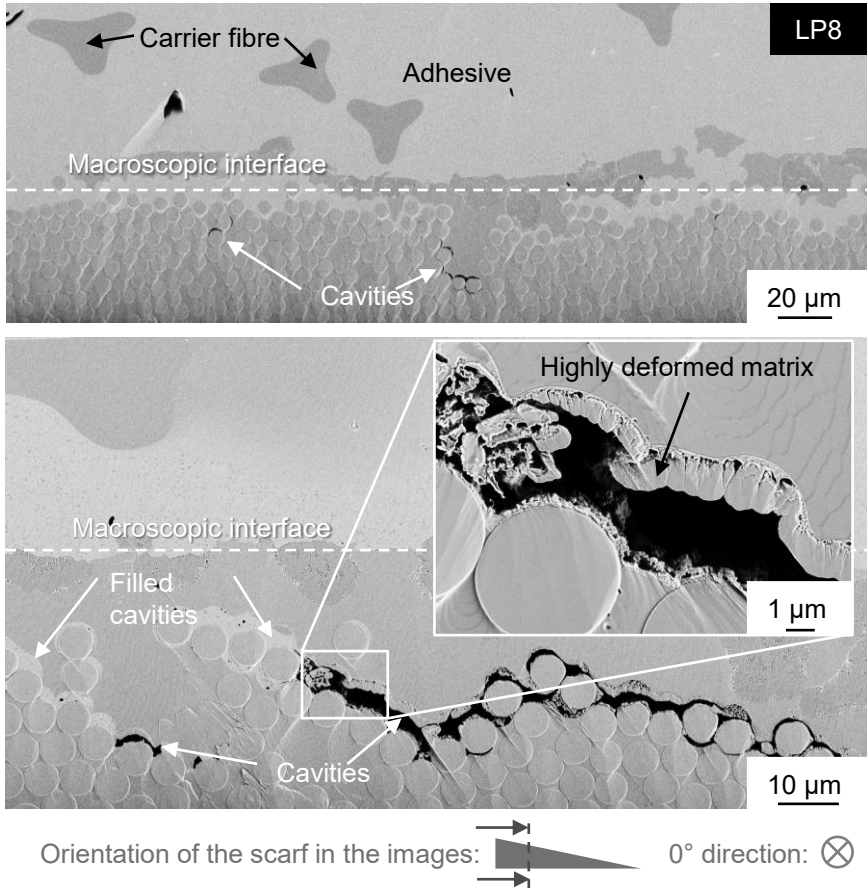 LP8
Carrier fibre
Adhesive
Macroscopic interface
Cavities
20 µm
Highly deformed matrix
Macroscopic interface
Filled
cavities
1 µm
Cavities
10 µm
Orientation of the scarf in the images:
0° direction: